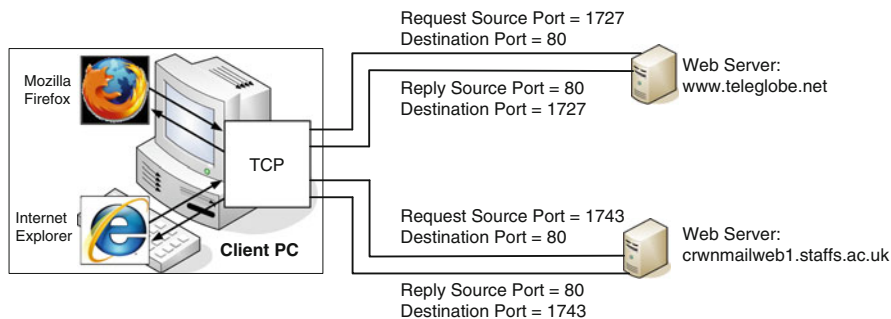 Request Source Port = 1727
Destination Port = 80
Mozilla
Firefox
Web Server:
www.teleglobe.net
Reply Source Port = 80
Destination Port = 1727
TCP
Internet
Explorer
Client PC
Request Source Port = 1743
Destination Port = 80
Web Server:
crwnmailweb1.staffs.ac.uk
Reply Source Port = 80
Destination Port = 1743